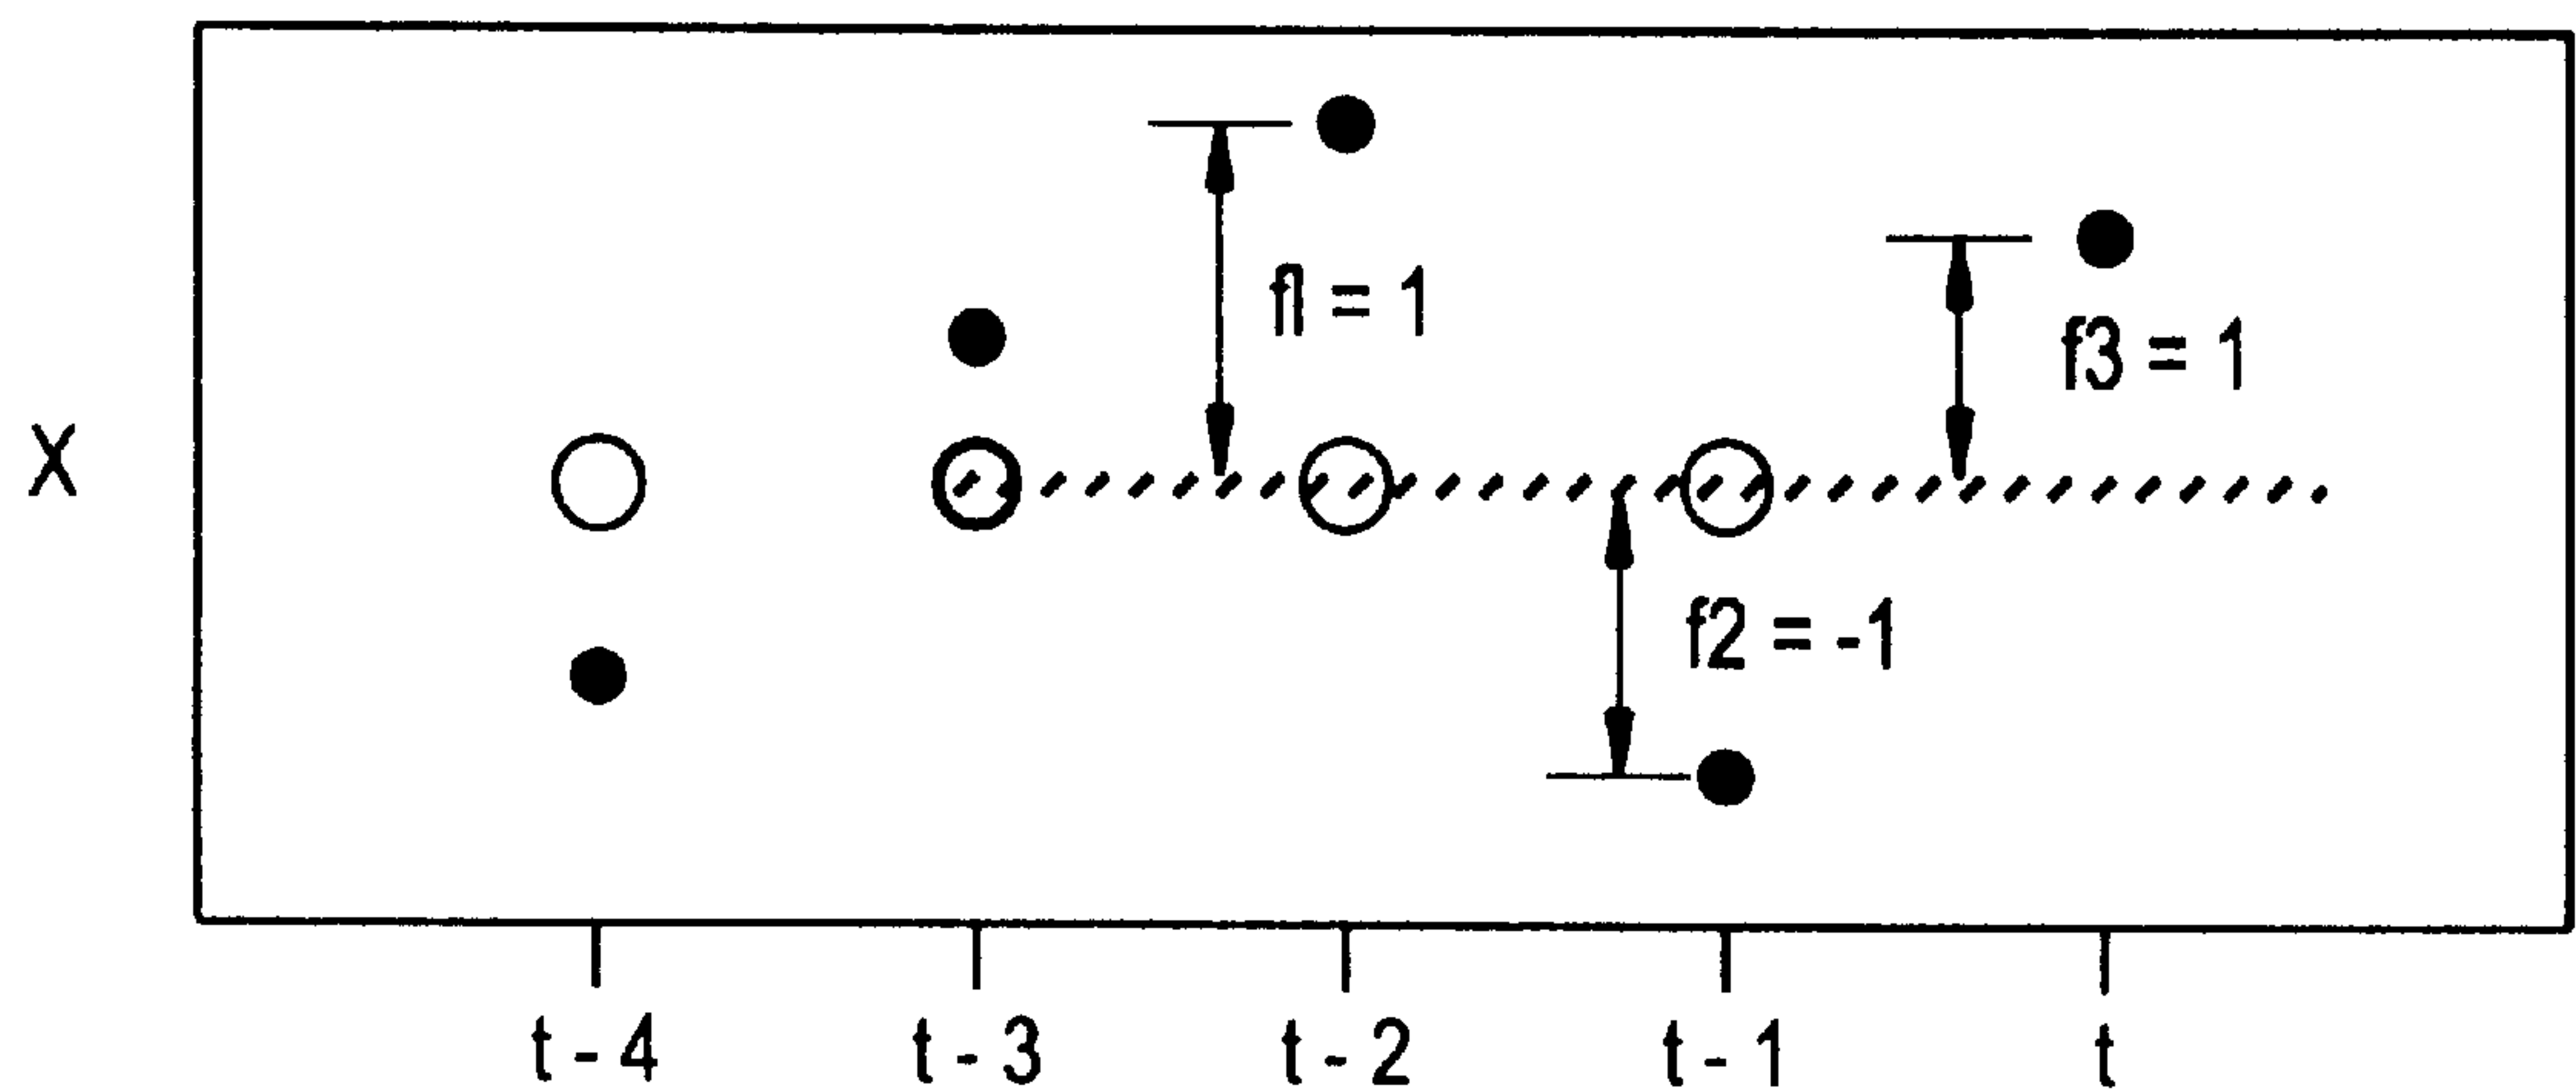 f1 = 1
f3 = 1
X
f2 = -1
t - 4
t - 3
t - 2
t - 1
t